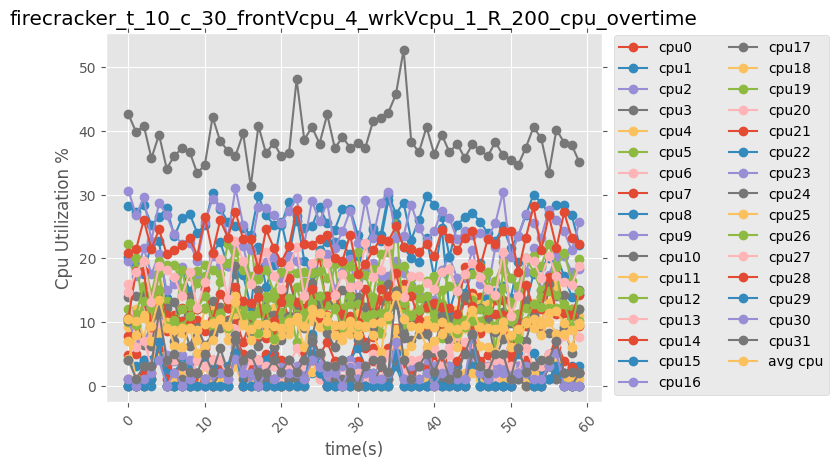 firecracker_t_10_c_30_frontVcpu_4_wrkVcpu_1_R_200_cpu_overtime
50
40
30
20
10
0
Cpu Utilization %
0 10 20 30 40 50 60
time(s)
cpu0
cpu1
cpu2
cpu3
cpu4
cpu5
cpu6
cpu7
cpu8
cpu9
cpu10
cpu11
cpu12
cpu13
cpu14
cpu15
cpu16
cpu17
cpu18
cpu19
cpu20
cpu21
cpu22
cpu23
cpu24
cpu25
cpu26
cpu27
cpu28
cpu29
cpu30
cpu31
avg cpu